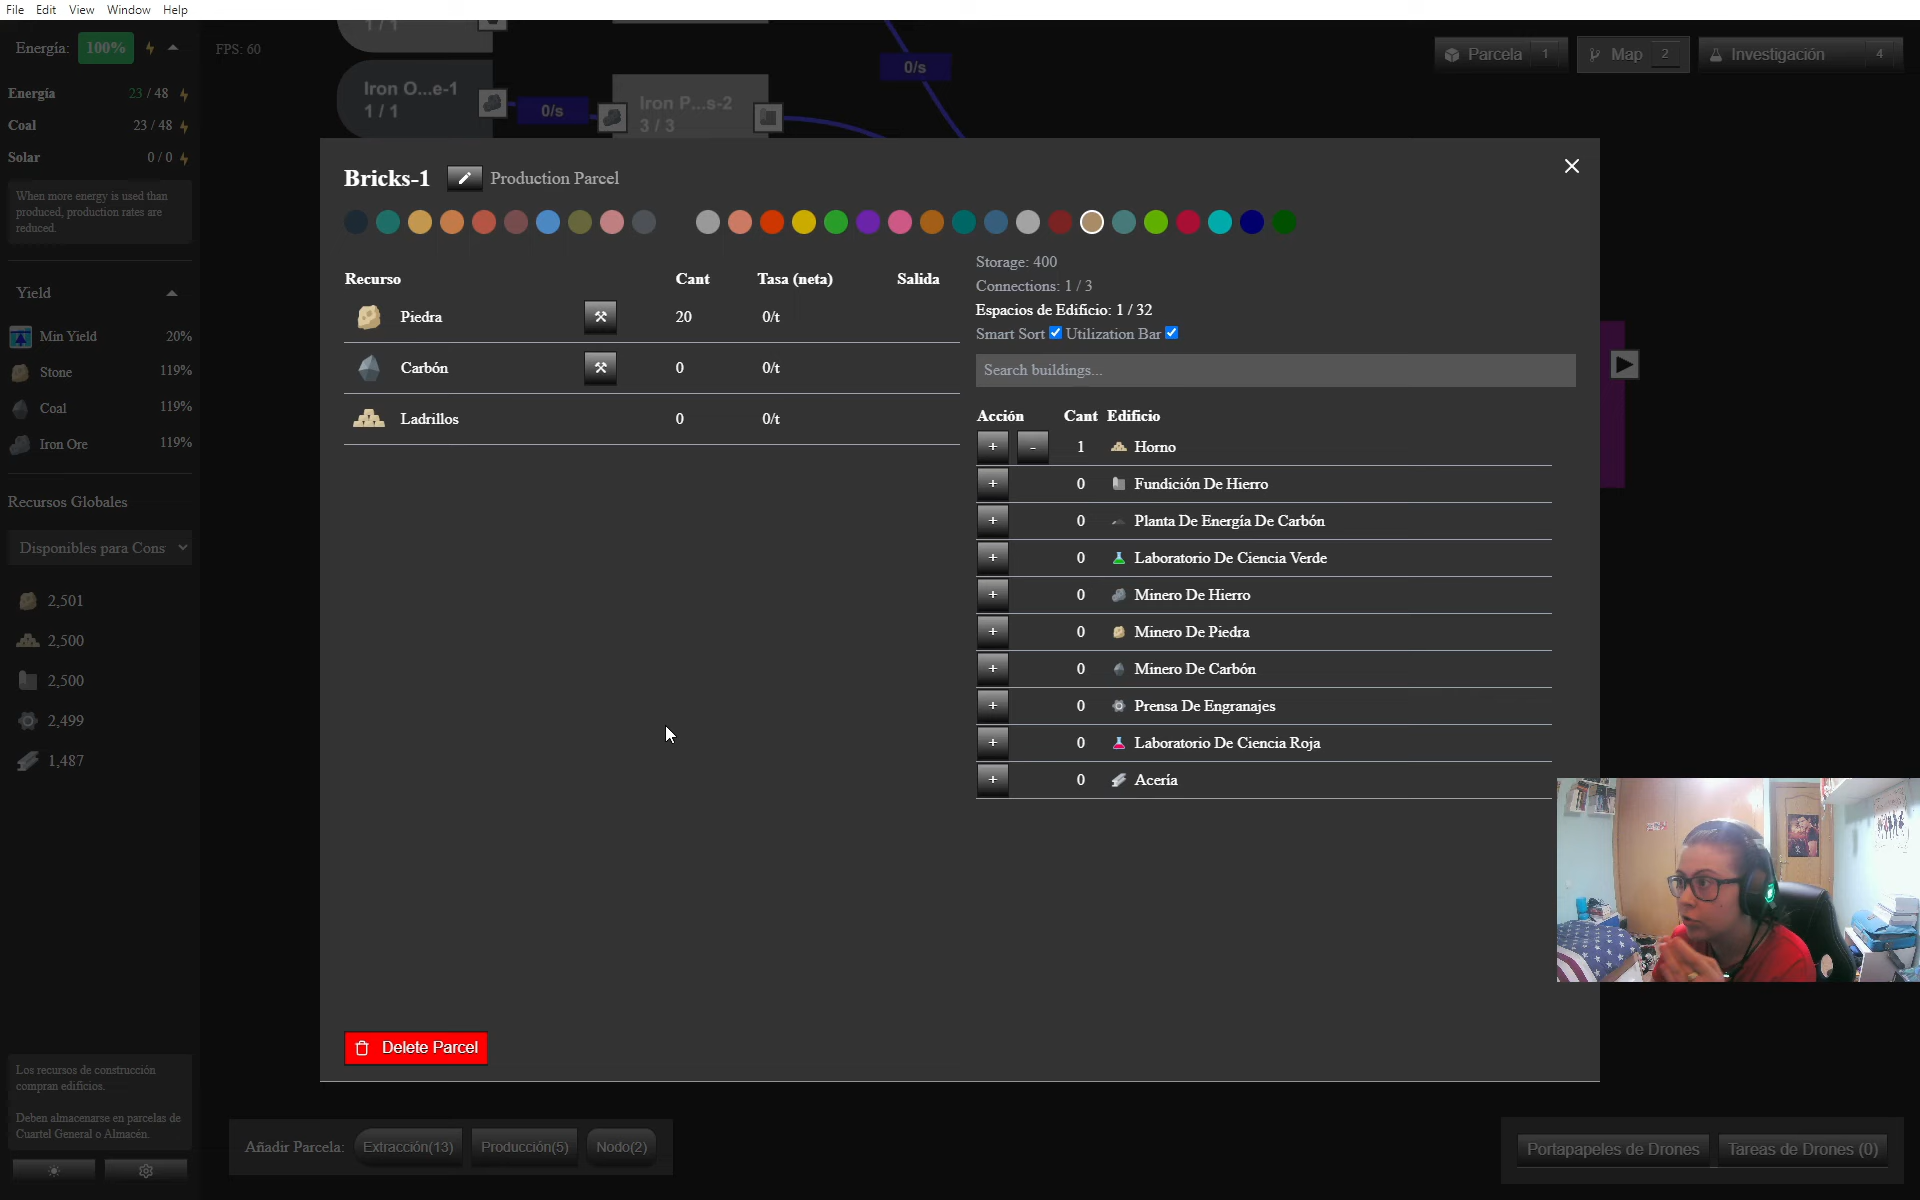 File Edit View Window Help
Energía: 100%
FPS: 60
Energía 23 / 48
Coal 23 / 48
Solar 0 / 0
When more energy is used than
produced, production rates are
reduced.
Yield
Min Yield 20%
Stone 119%
Coal 119%
Iron Ore 119%
Recursos Globales
Disponibles para Cons
2,501
2,500
2,500
2,499
1,487
Los recursos de construcción
compran edificios.
Deben almacenarse en parcelas de
Cuartel General o Almacén.
1 / 1
Iron O...e-1
1 / 1
0/s
Iron P...s-2
3 / 3
0/s
Parcela 1
Map 2
Investigación 4
Bricks-1 Production Parcel
Recurso Cant Tasa (neta) Salida
Piedra 20 0/t
Carbón 0 0/t
Ladrillos 0 0/t
Delete Parcel
Storage: 400
Connections: 1 / 3
Espacios de Edificio: 1 / 32
Smart Sort Utilization Bar
Search buildings...
Acción Cant Edificio
+ - 1 Horno
+ 0 Fundición De Hierro
+ 0 Planta De Energía De Carbón
+ 0 Laboratorio De Ciencia Verde
+ 0 Minero De Hierro
+ 0 Minero De Piedra
+ 0 Minero De Carbón
+ 0 Prensa De Engranajes
+ 0 Laboratorio De Ciencia Roja
+ 0 Acería
Añadir Parcela: Extracción(13) Producción(5) Nodo(2)
Portapapeles de Drones Tareas de Drones (0)